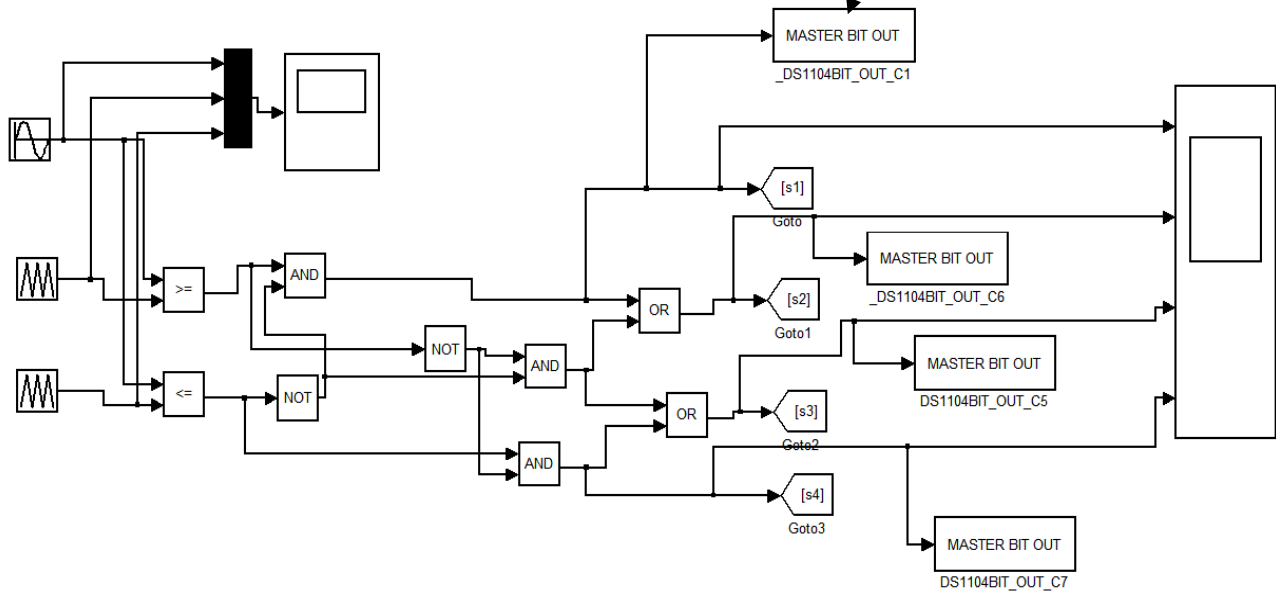 MASTER BIT OUT
_DS1104BIT_OUT_C1
[s1]
Goto
MASTER BIT OUT
_DS1104BIT_OUT_C6
>=
AND
OR
[s2]
Goto1
NOT
AND
MASTER BIT OUT
DS1104BIT_OUT_C5
<=
NOT
OR
[s3]
Goto2
AND
[s4]
Goto3
MASTER BIT OUT
DS1104BIT_OUT_C7